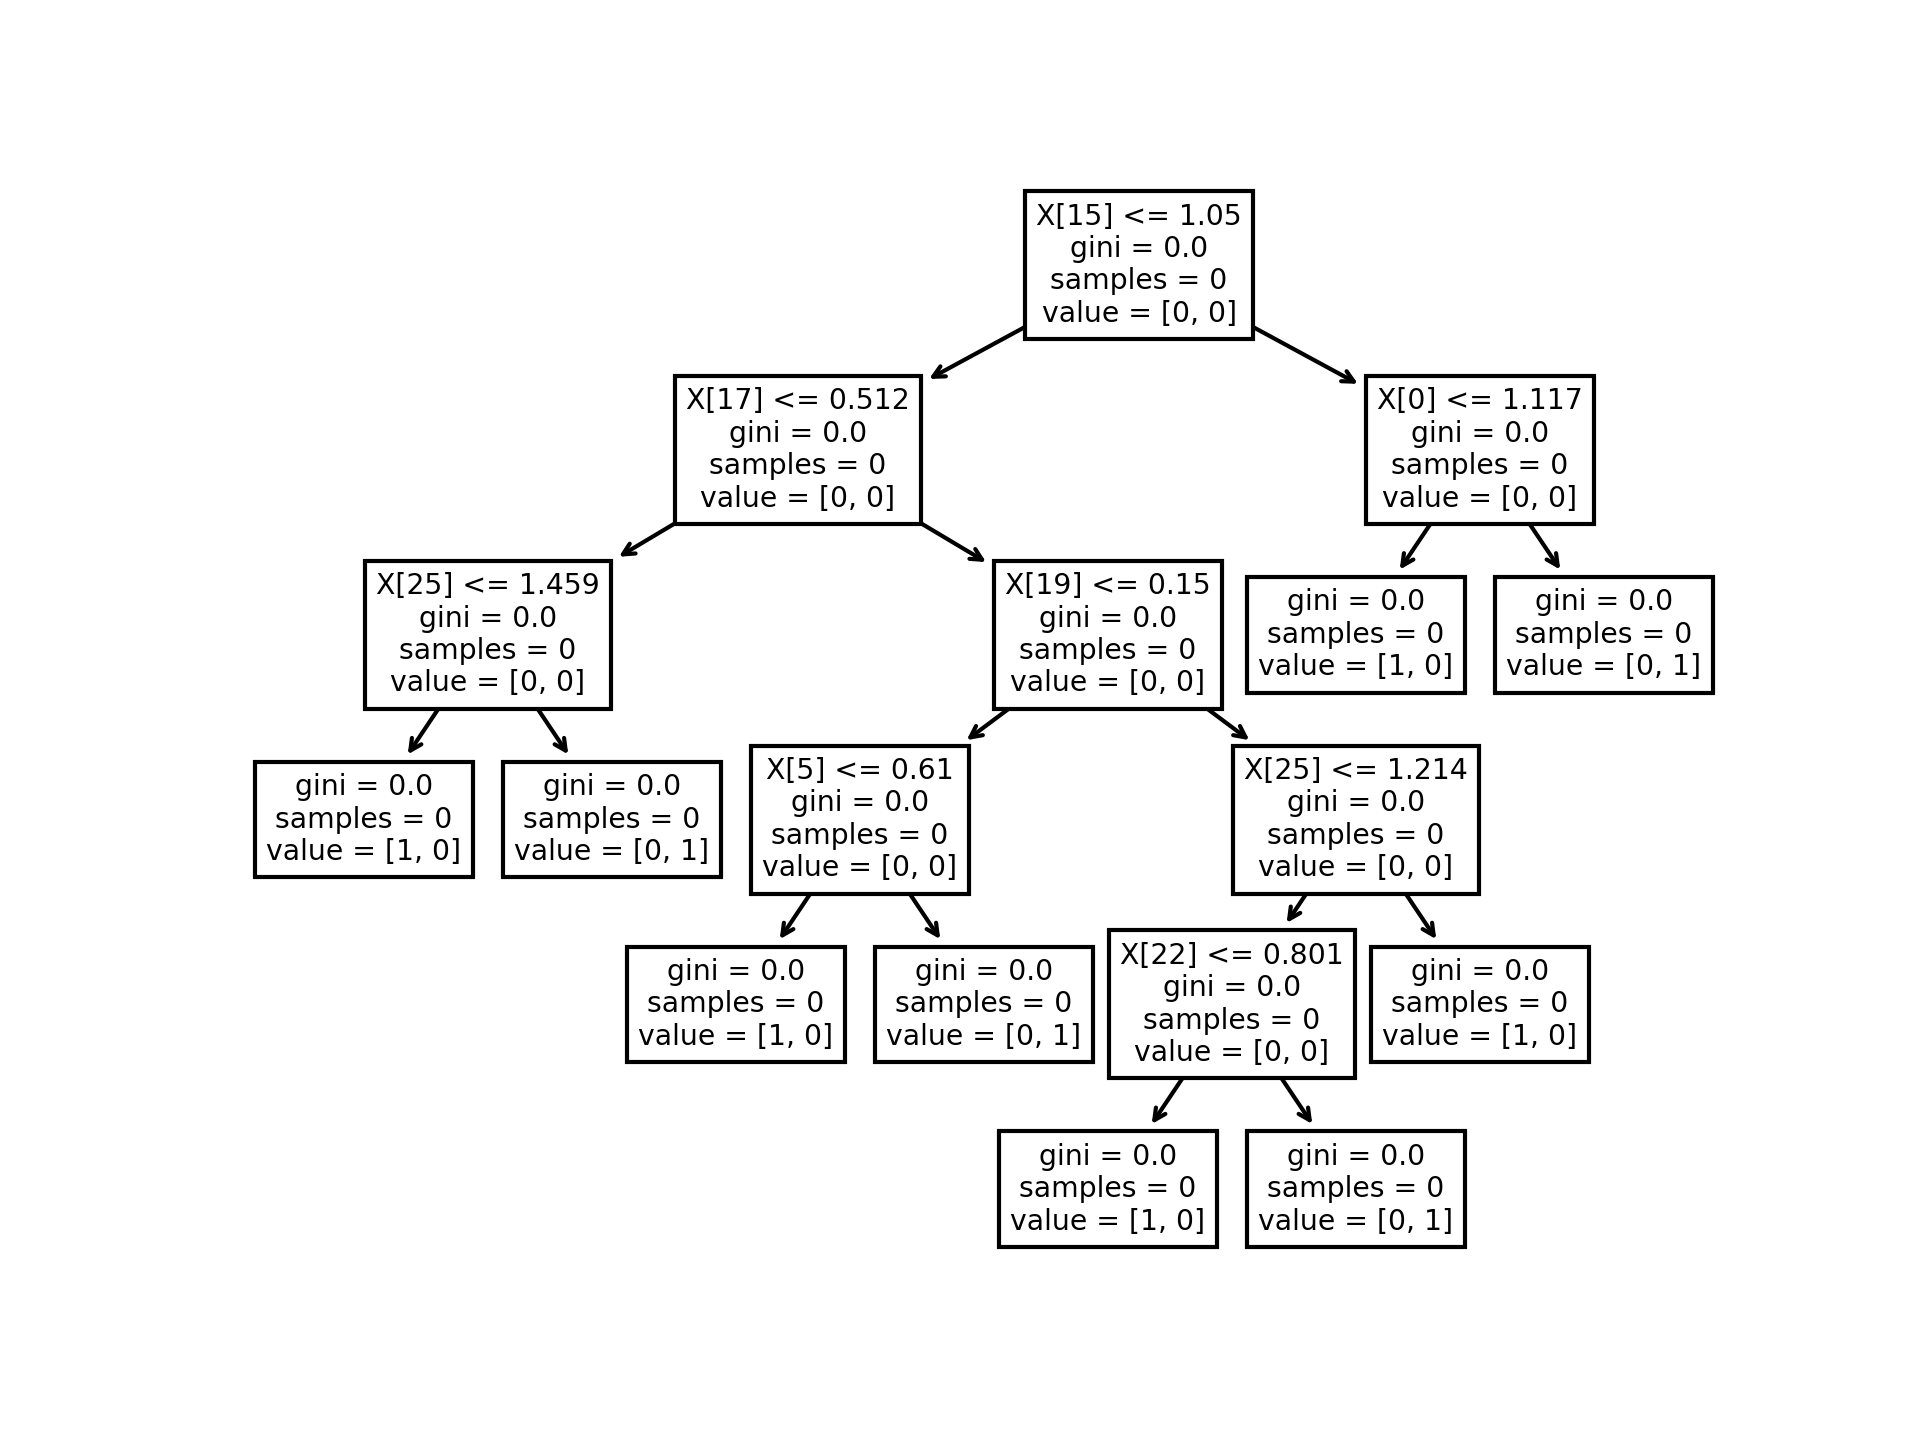 X[15] <= 1.05
gini = 0.0
samples = 0
value = [0, 0]
X[17] <= 0.512
gini = 0.0
samples = 0
value = [0, 0]
X[0] <= 1.117
gini = 0.0
samples = 0
value = [0, 0]
X[25] <= 1.459
gini = 0.0
samples = 0
value = [0, 0]
X[19] <= 0.15
gini = 0.0
samples = 0
value = [0, 0]
gini = 0.0
samples = 0
value = [1, 0]
gini = 0.0
samples = 0
value = [0, 1]
gini = 0.0
samples = 0
value = [1, 0]
gini = 0.0
samples = 0
value = [0, 1]
X[5] <= 0.61
gini = 0.0
samples = 0
value = [0, 0]
X[25] <= 1.214
gini = 0.0
samples = 0
value = [0, 0]
gini = 0.0
samples = 0
value = [1, 0]
gini = 0.0
samples = 0
value = [0, 1]
X[22] <= 0.801
gini = 0.0
samples = 0
value = [0, 0]
gini = 0.0
samples = 0
value = [1, 0]
gini = 0.0
samples = 0
value = [1, 0]
gini = 0.0
samples = 0
value = [0, 1]